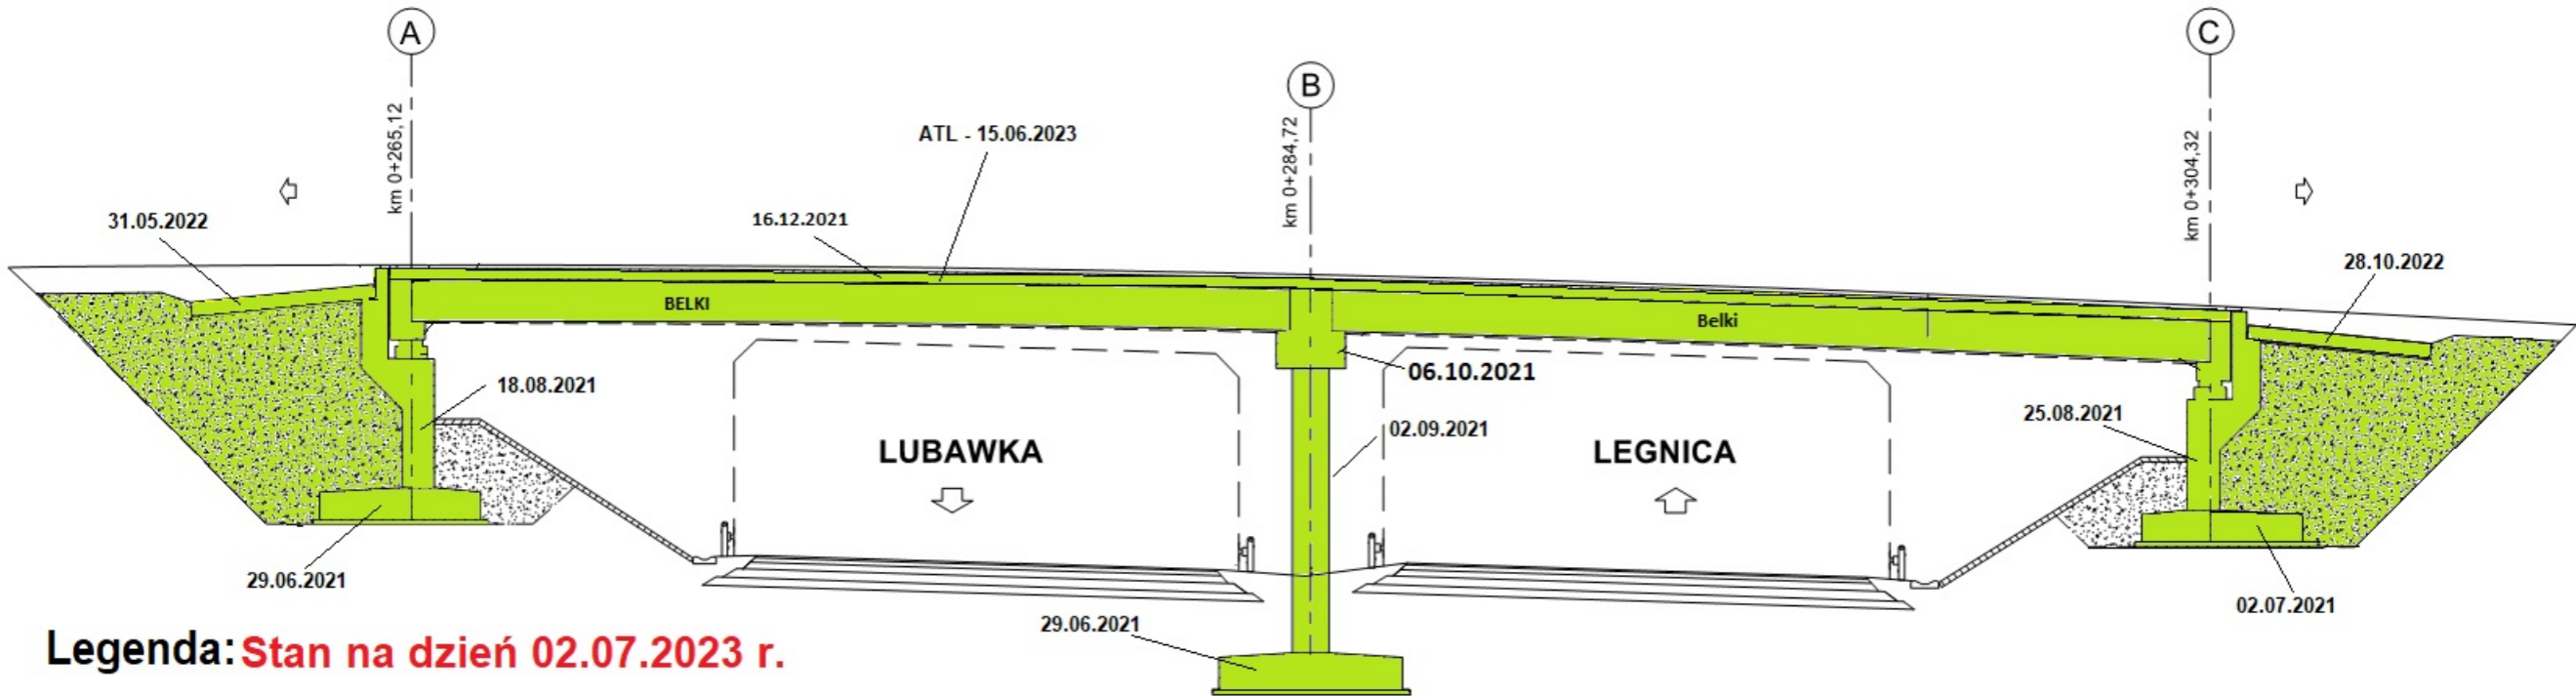 A
B
C
km 0+265,12
km 0+284,72
km 0+304,32
ATL - 15.06.2023
31.05.2022
16.12.2021
28.10.2022
BELKI
Belki
06.10.2021
18.08.2021
25.08.2021
02.09.2021
LUBAWKA
LEGNICA
29.06.2021
02.07.2021
29.06.2021
Legenda: Stan na dzień 02.07.2023 r.